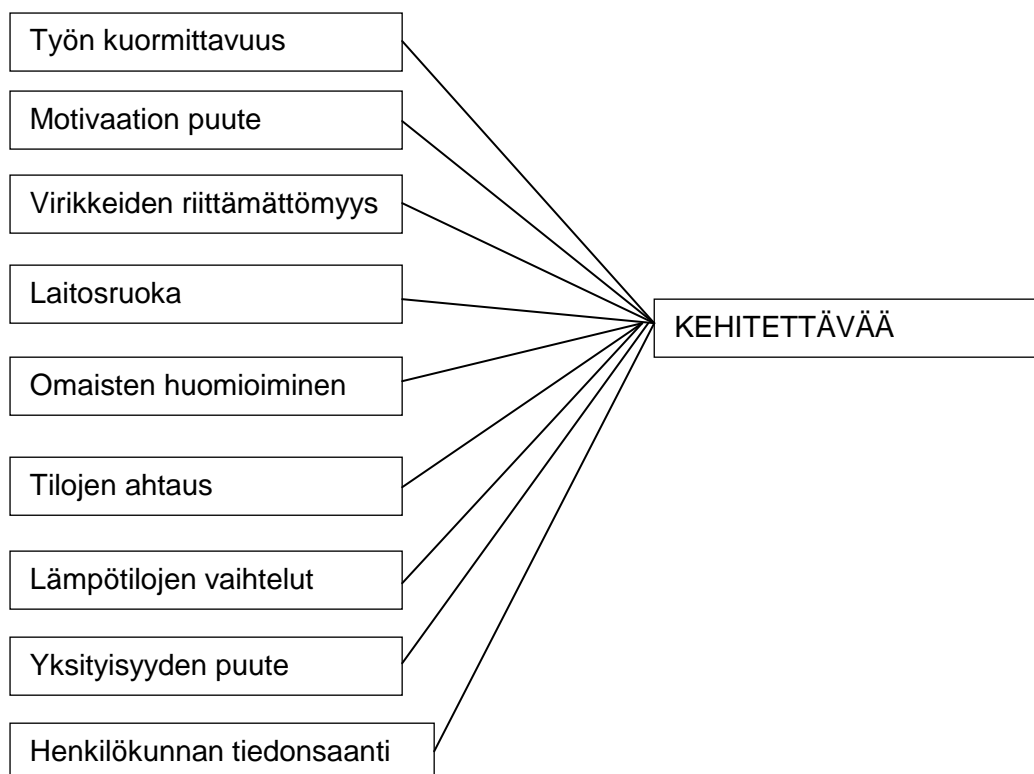 Työn kuormittavuus
Motivaation puute
Virikkeiden riittämättömyys
Laitosruoka
KEHITETTÄVÄÄ
Omaisten huomioiminen
Tilojen ahtaus
Lämpötilojen vaihtelut
Yksityisyyden puute
Henkilökunnan tiedonsaanti